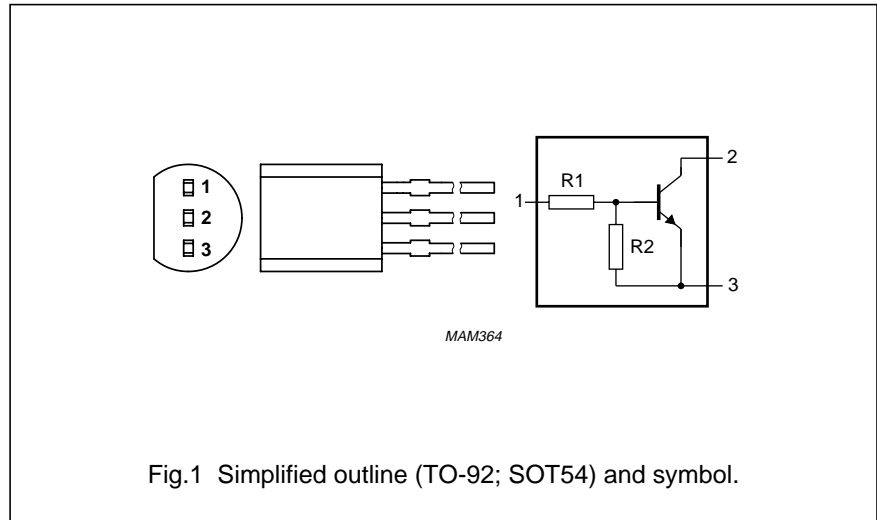 1
2
3
1
R1
R2
2
3
MAM364
Fig.1 Simplified outline (TO-92; SOT54) and symbol.